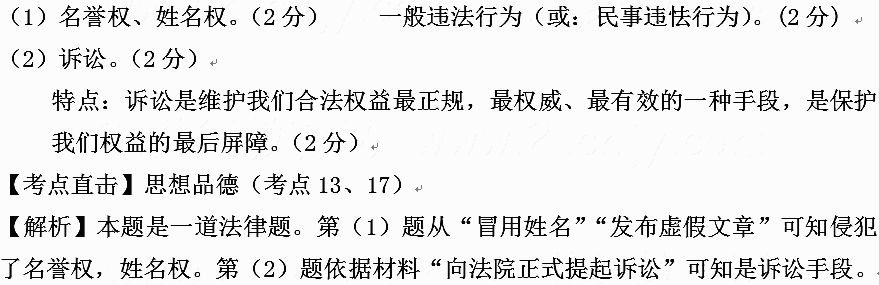 （1）名誉权、姓名权。（2 分） 一般违法行为（或：民事违怯行为）。（2 分）
（2）诉讼。（2 分）
特点：诉讼是维护我们合法权益最正规，最权威、最有效的一种手段，是保护
我们权益的最后屏障。（2 分）
【考点直击】思想品德（考点 13、17）
【解析】本题是一道法律题。第（1）题从“冒用姓名”“发布虚假文章”可知侵犯
了名誉权，姓名权。第（2）题依据材料“向法院正式提起诉讼”可知是诉讼手段。